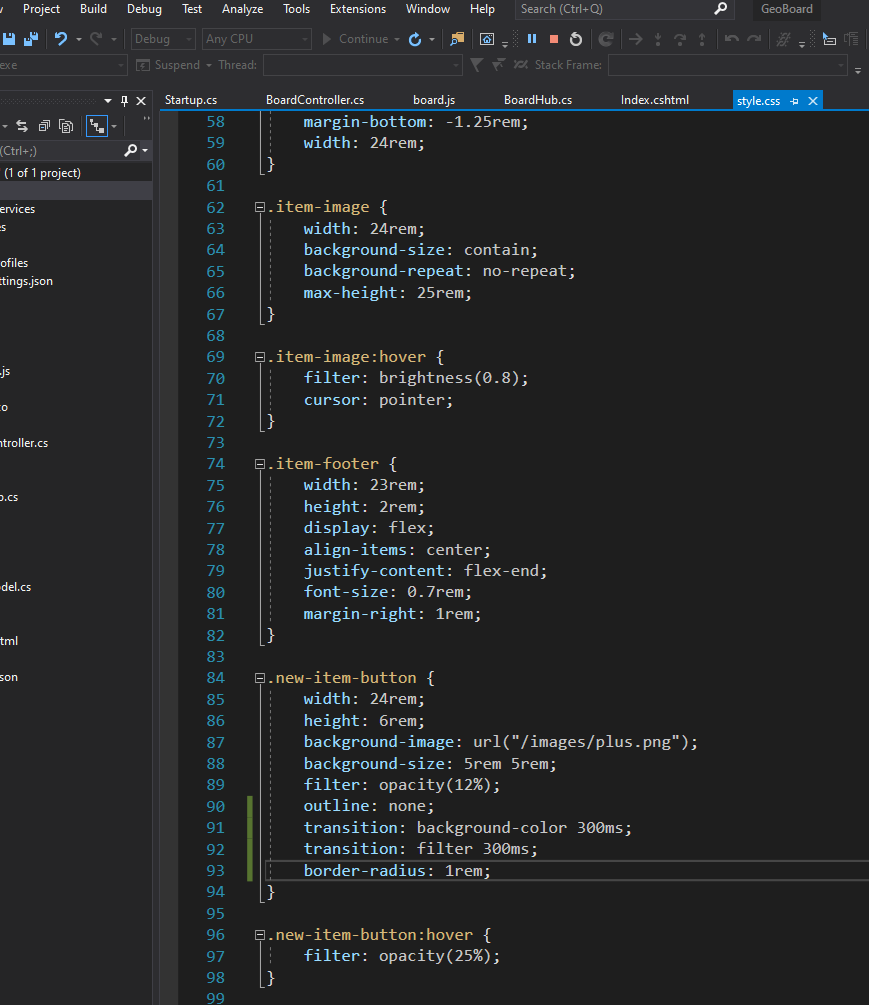 Project Build Debug Test Analyze Tools Extensions Window Help Search (Ctrl+Q) GeoBoard
Debug Any CPU Continue
exe Suspend Thread: Stack Frame:
Startup.cs BoardController.cs board.js BoardHub.cs Index.cshtml style.css
(Ctrl+;)
(1 of 1 project)
ervices
es
ofiles
ttings.json
.js
co
ntroller.cs
b.cs
del.cs
tml
son
58 margin-bottom: -1.25rem;
59 width: 24rem;
60 }
61
62 .item-image {
63 width: 24rem;
64 background-size: contain;
65 background-repeat: no-repeat;
66 max-height: 25rem;
67 }
68
69 .item-image:hover {
70 filter: brightness(0.8);
71 cursor: pointer;
72 }
73
74 .item-footer {
75 width: 23rem;
76 height: 2rem;
77 display: flex;
78 align-items: center;
79 justify-content: flex-end;
80 font-size: 0.7rem;
81 margin-right: 1rem;
82 }
83
84 .new-item-button {
85 width: 24rem;
86 height: 6rem;
87 background-image: url("/images/plus.png");
88 background-size: 5rem 5rem;
89 filter: opacity(12%);
90 outline: none;
91 transition: background-color 300ms;
92 transition: filter 300ms;
93 border-radius: 1rem;
94 }
95
96 .new-item-button:hover {
97 filter: opacity(25%);
98 }
99